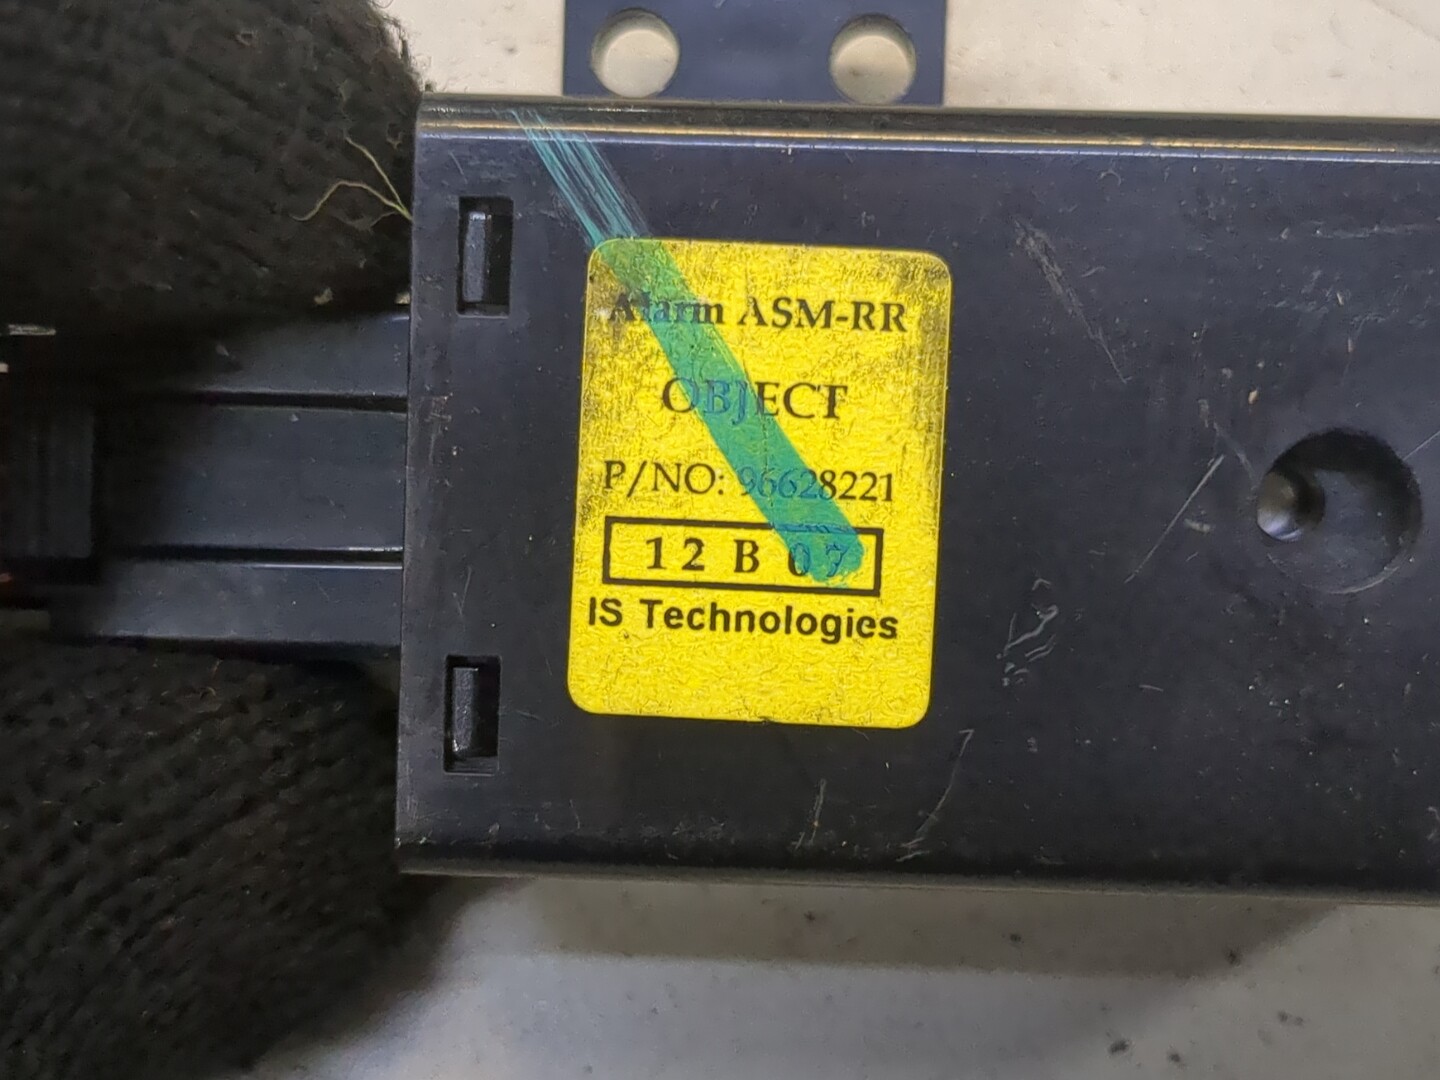 Alarm ASM-RR
OBJECT
P/NO: 96628221
12 B 07
IS Technologies